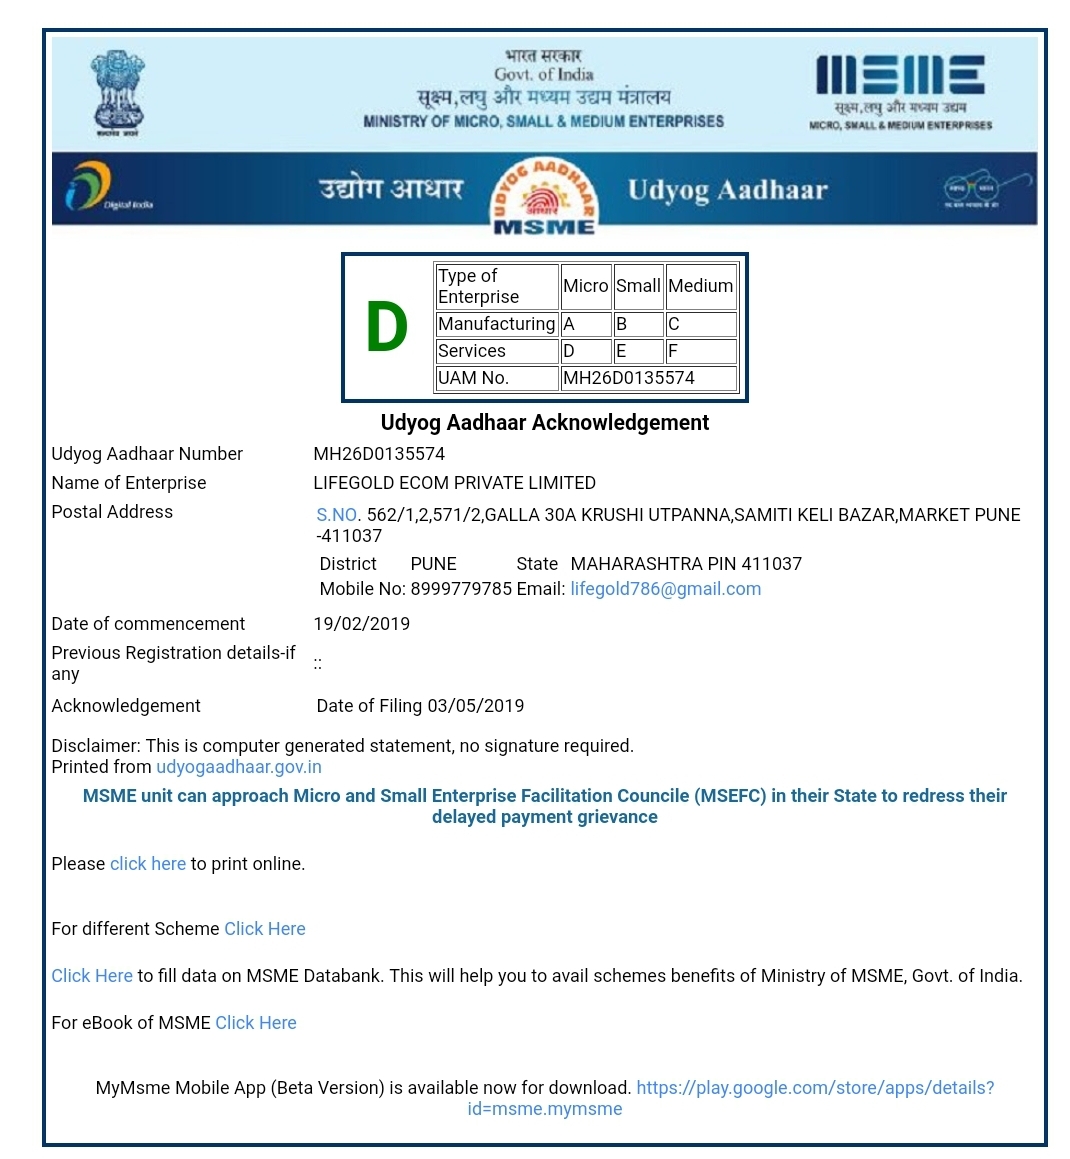 भारत सरकार
Govt. of India
सूक्ष्म,लघु और मध्यम उद्यम मंत्रालय
MINISTRY OF MICRO, SMALL & MEDIUM ENTERPRISES
msme
सूक्ष्म,लघु और मध्यम उद्यम
MICRO, SMALL & MEDIUM ENTERPRISES
Digital India
उद्योग आधार
UDYOG AADHAAR
आधार
MSME
Udyog Aadhaar
D
Type of Enterprise Micro Small Medium
Manufacturing A B C
Services D E F
UAM No. MH26D0135574
Udyog Aadhaar Acknowledgement
Udyog Aadhaar Number MH26D0135574
Name of Enterprise LIFEGOLD ECOM PRIVATE LIMITED
Postal Address S.NO. 562/1,2,571/2,GALLA 30A KRUSHI UTPANNA,SAMITI KELI BAZAR,MARKET PUNE
-411037
District PUNE State MAHARASHTRA PIN 411037
Mobile No: 8999779785 Email: lifegold786@gmail.com
Date of commencement 19/02/2019
Previous Registration details-if
any ::
Acknowledgement Date of Filing 03/05/2019
Disclaimer: This is computer generated statement, no signature required.
Printed from udyogaadhaar.gov.in
MSME unit can approach Micro and Small Enterprise Facilitation Councile (MSEFC) in their State to redress their
delayed payment grievance
Please click here to print online.
For different Scheme Click Here
Click Here to fill data on MSME Databank. This will help you to avail schemes benefits of Ministry of MSME, Govt. of India.
For eBook of MSME Click Here
MyMsme Mobile App (Beta Version) is available now for download. https://play.google.com/store/apps/details?
id=msme.mymsme